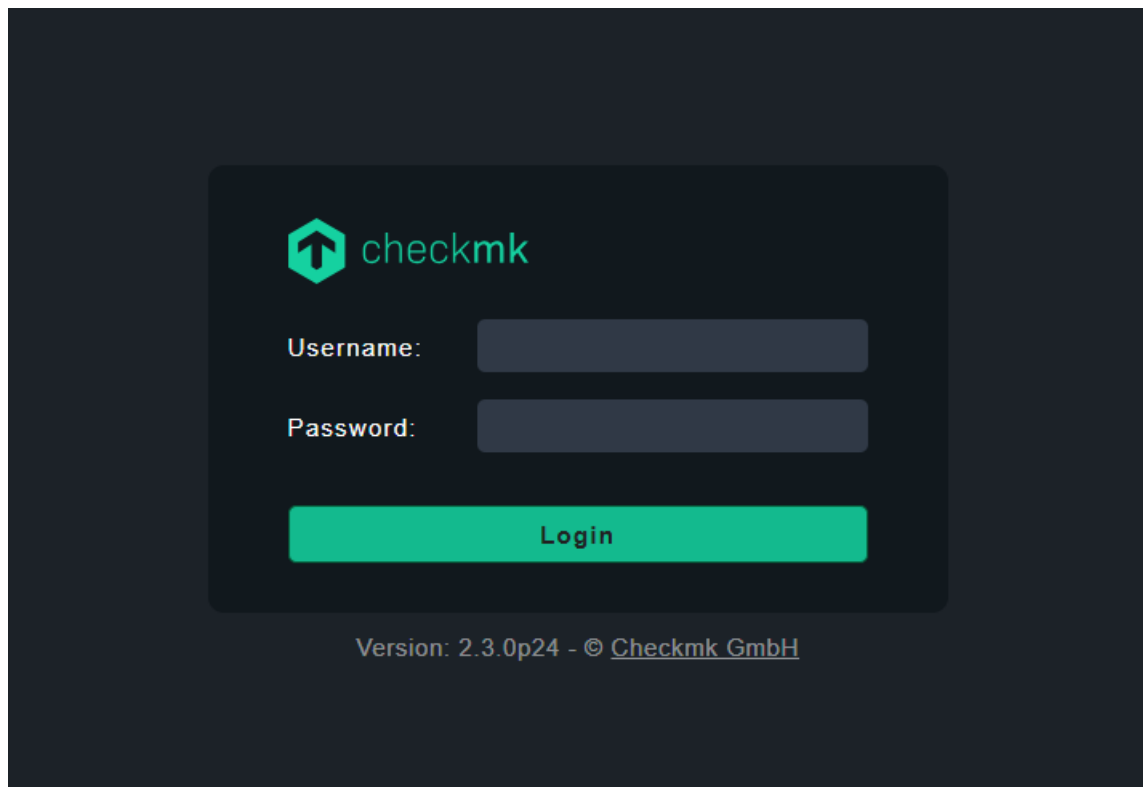 checkmk
Username:
Password:
Login
Version: 2.3.0p24 - © Checkmk GmbH